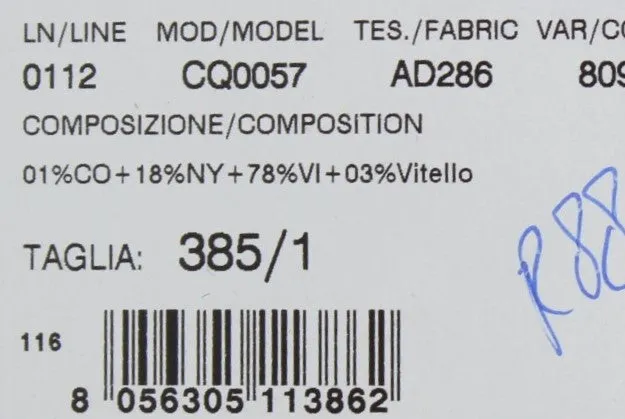 LN/LINE MOD/MODEL TES./FABRIC VAR/CO
0112 CQ0057 AD286 809
COMPOSIZIONE/COMPOSITION
01%CO+18%NY+78%VI+03%Vitello
TAGLIA: 385/1
R88
116
8 056305 113862